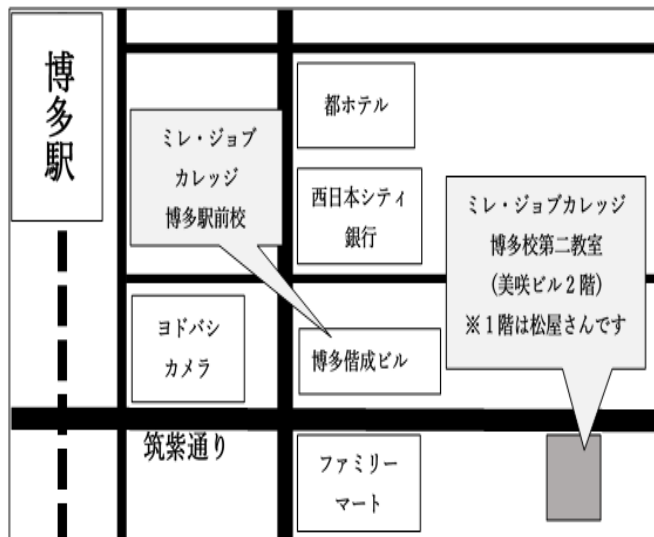 博多駅
都ホテル
ミレ・ジョブ
カレッジ
博多駅前校
西日本シティ
銀行
ミレ・ジョブカレッジ
博多校第二教室
(美咲ビル2階)
※1階は松屋さんです
ヨドバシ
カメラ
博多偕成ビル
筑紫通り
ファミリー
マート